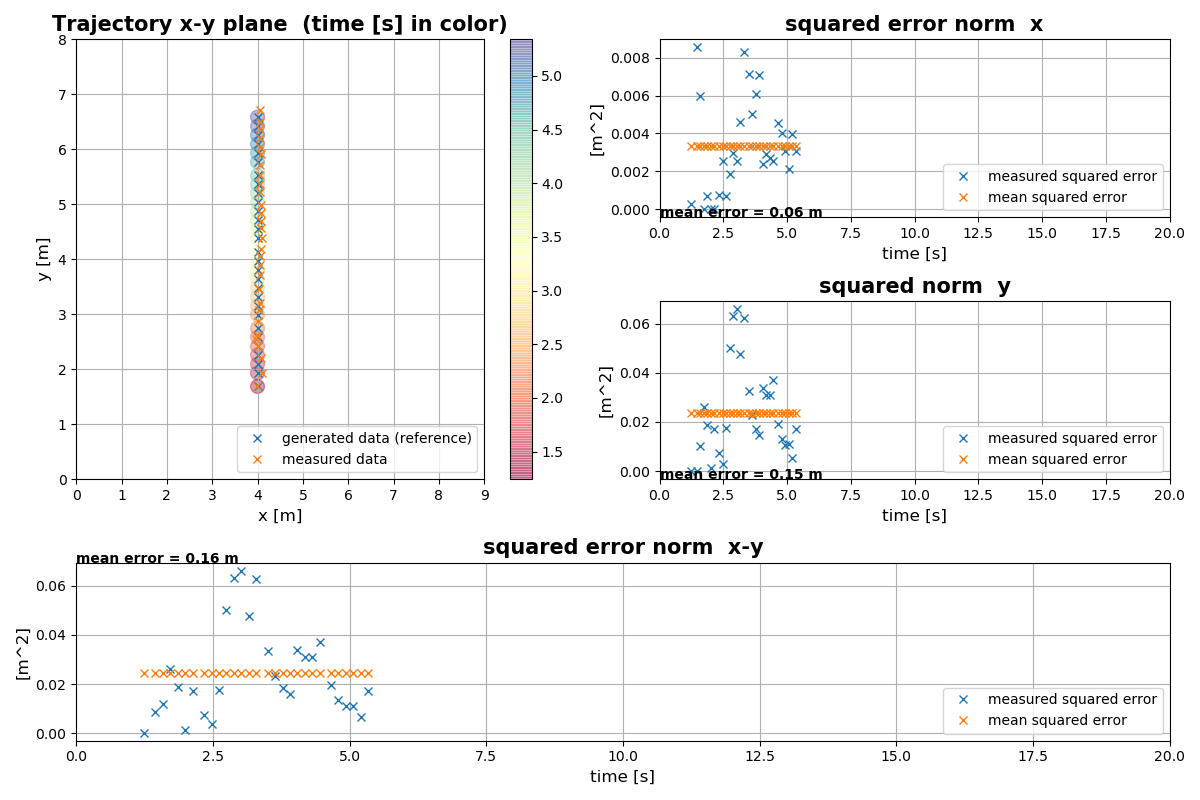 Trajectory x-y plane  (time [s] in color)
8
7
6
5
4
3
2
1
0
y [m]
0 1 2 3 4 5 6 7 8 9
x [m]
generated data (reference)
measured data
5.0
4.5
4.0
3.5
3.0
2.5
2.0
1.5
squared error norm  x
0.008
0.006
0.004
0.002
0.000
[m^2]
measured squared error
mean squared error
mean error = 0.06 m
0.0 2.5 5.0 7.5 10.0 12.5 15.0 17.5 20.0
time [s]
squared norm  y
0.06
0.04
0.02
0.00
[m^2]
measured squared error
mean squared error
mean error = 0.15 m
0.0 2.5 5.0 7.5 10.0 12.5 15.0 17.5 20.0
time [s]
squared error norm  x-y
mean error = 0.16 m
0.06
0.04
0.02
0.00
[m^2]
measured squared error
mean squared error
0.0 2.5 5.0 7.5 10.0 12.5 15.0 17.5 20.0
time [s]